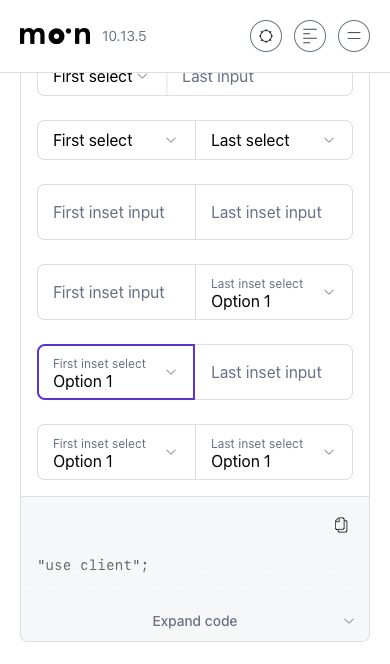 moon 10.13.5
First select Last input
First select Last select
First inset input Last inset input
First inset input Last inset select
Option 1
First inset select Last inset input
Option 1
First inset select Last inset select
Option 1 Option 1
"use client";
Expand code